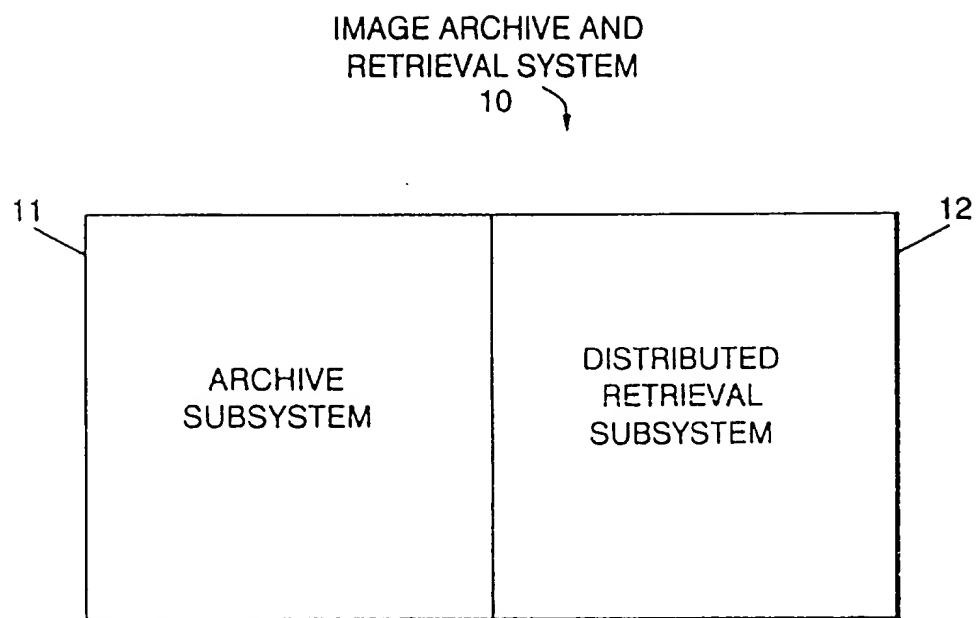 IMAGE ARCHIVE AND
RETRIEVAL SYSTEM
10
11
12
ARCHIVE
SUBSYSTEM
DISTRIBUTED
RETRIEVAL
SUBSYSTEM